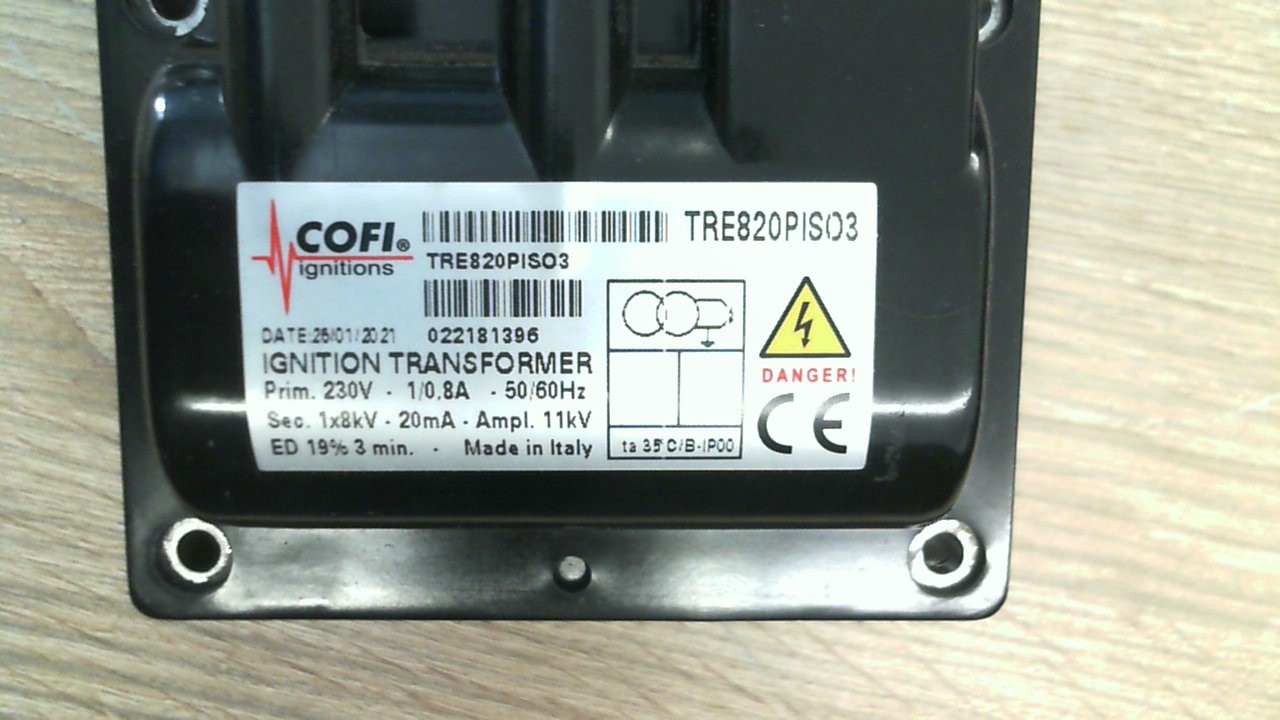 COFI®
ignitions
TRE820PISO3
TRE820PISO3
DATE:26/01/2021
022181396
IGNITION TRANSFORMER
Prim. 230V - 1/0.8A - 50/60Hz
Sec. 1x8kV - 20mA - Ampl. 11kV
ED 19% 3 min. - Made in Italy
ta 35°C/B-IP00
DANGER!
CE